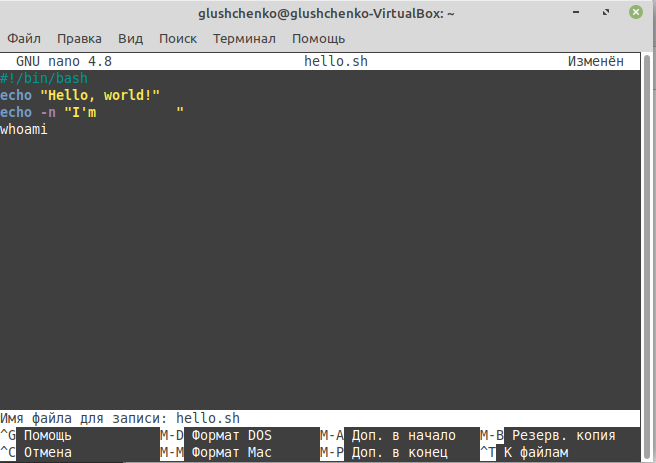 glushchenko@glushchenko-VirtualBox: ~
Файл Правка Вид Поиск Терминал Помощь
GNU nano 4.8 hello.sh Изменён
#!/bin/bash
echo "Hello, world!"
echo -n "I'm          "
whoami
Имя файла для записи: hello.sh
^G Помощь M-D Формат DOS M-A Доп. в начало M-B Резерв. копия
^C Отмена M-M Формат Mac M-P Доп. в конец ^T К файлам